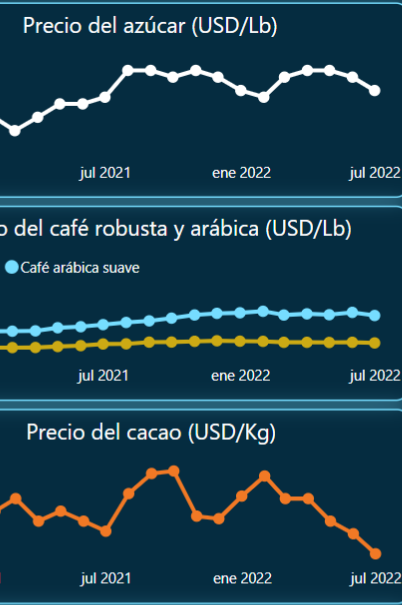 Precio del azúcar (USD/Lb)
jul 2021 ene 2022 jul 2022
o del café robusta y arábica (USD/Lb)
Café arábica suave
jul 2021 ene 2022 jul 2022
Precio del cacao (USD/Kg)
jul 2021 ene 2022 jul 2022